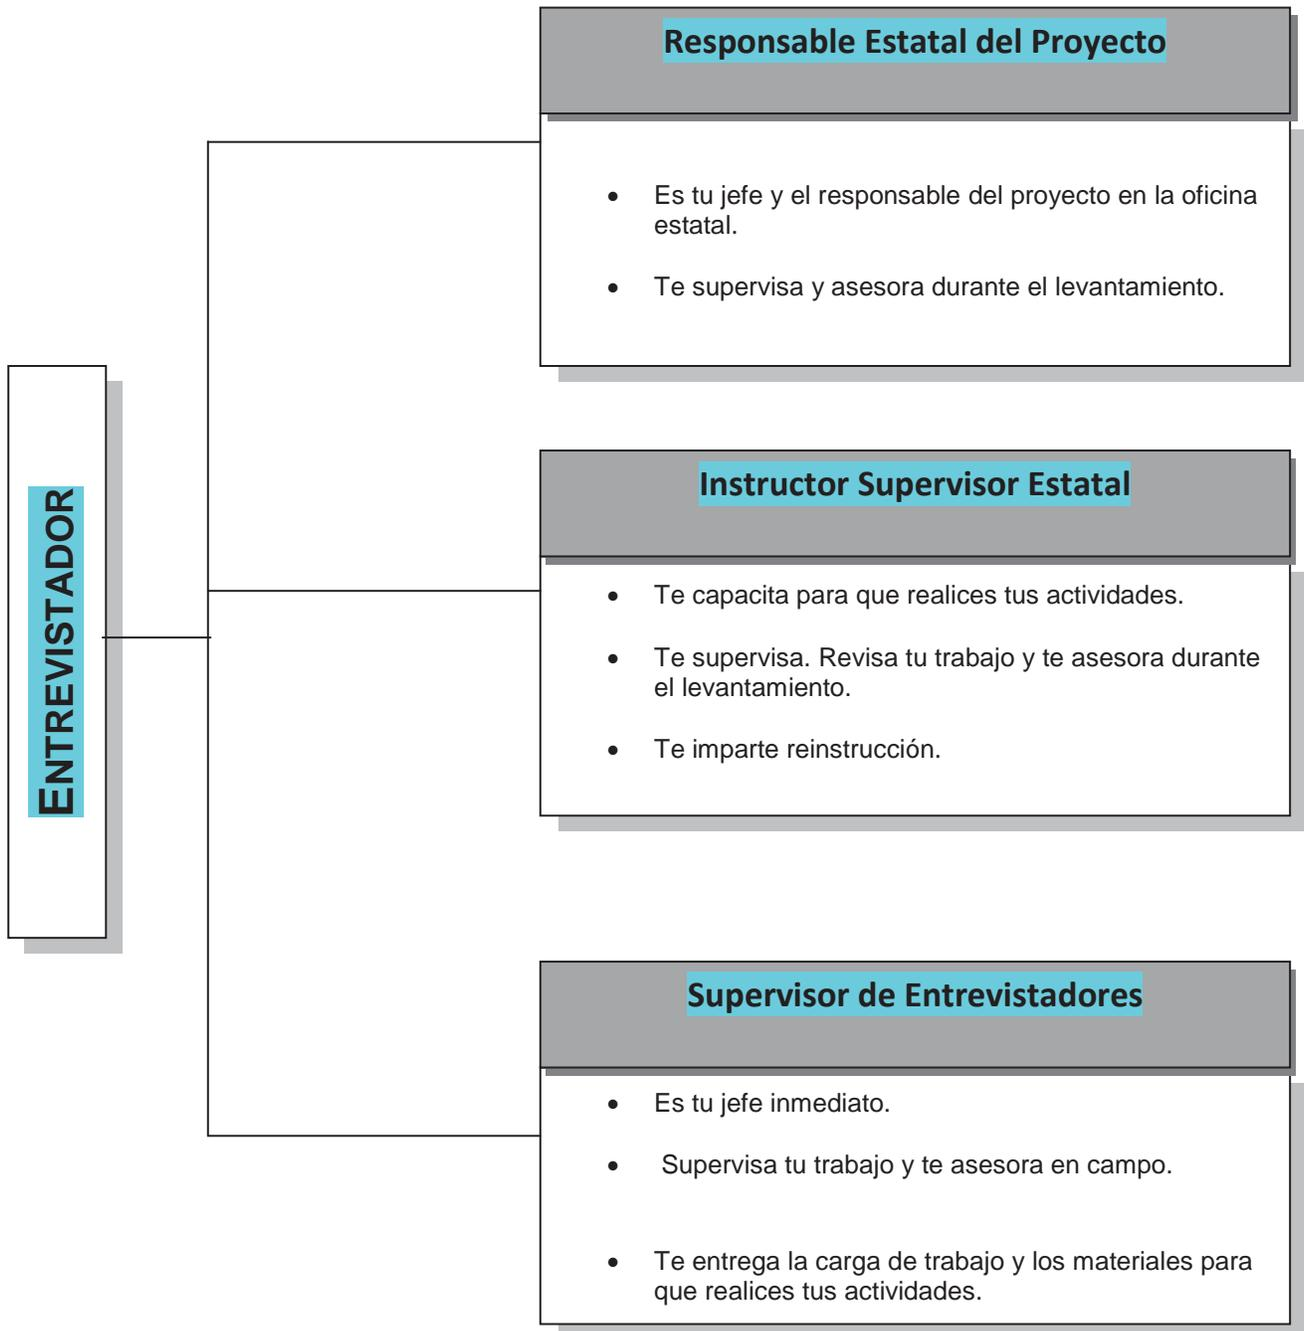 Responsable Estatal del Proyecto
• Es tu jefe y el responsable del proyecto en la oficina
estatal.
• Te supervisa y asesora durante el levantamiento.
ENTREVISTADOR
Instructor Supervisor Estatal
• Te capacita para que realices tus actividades.
• Te supervisa. Revisa tu trabajo y te asesora durante
el levantamiento.
• Te imparte reinstrucción.
Supervisor de Entrevistadores
• Es tu jefe inmediato.
• Supervisa tu trabajo y te asesora en campo.
• Te entrega la carga de trabajo y los materiales para
que realices tus actividades.